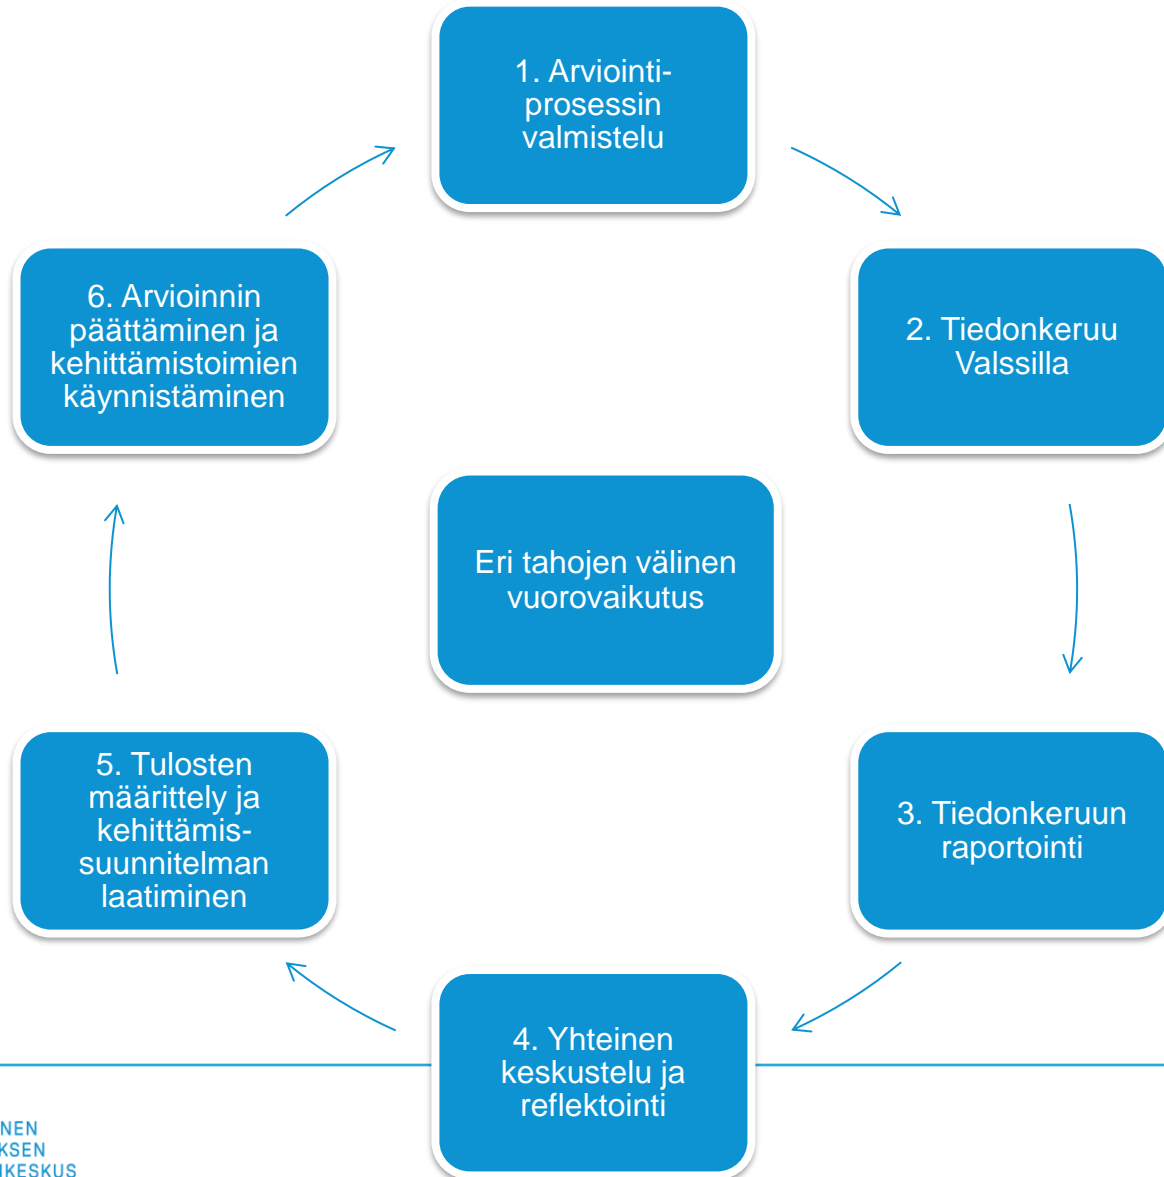 1. Arviointi-
prosessin
valmistelu
2. Tiedonkeruu
Valssilla
3. Tiedonkeruun
raportointi
4. Yhteinen
keskustelu ja
reflektointi
5. Tulosten
määrittely ja
kehittämis-
suunnitelman
laatiminen
6. Arvioinnin
päättäminen ja
kehittämistoimien
käynnistäminen
Eri tahojen välinen
vuorovaikutus
NEN
KSEN
IKESKUS